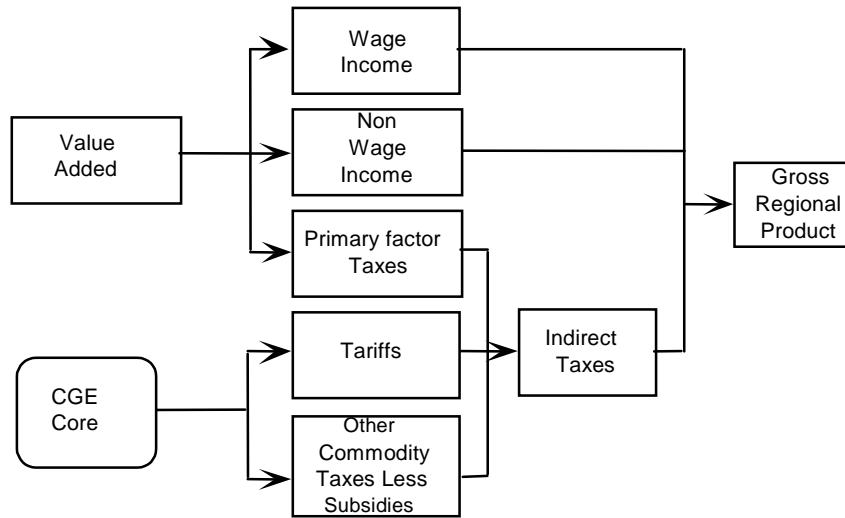 Wage
Income
Value
Added
Non
Wage
Income
Gross
Regional
Product
Primary factor
Taxes
Tariffs
Indirect
Taxes
CGE
Core
Other
Commodity
Taxes Less
Subsidies